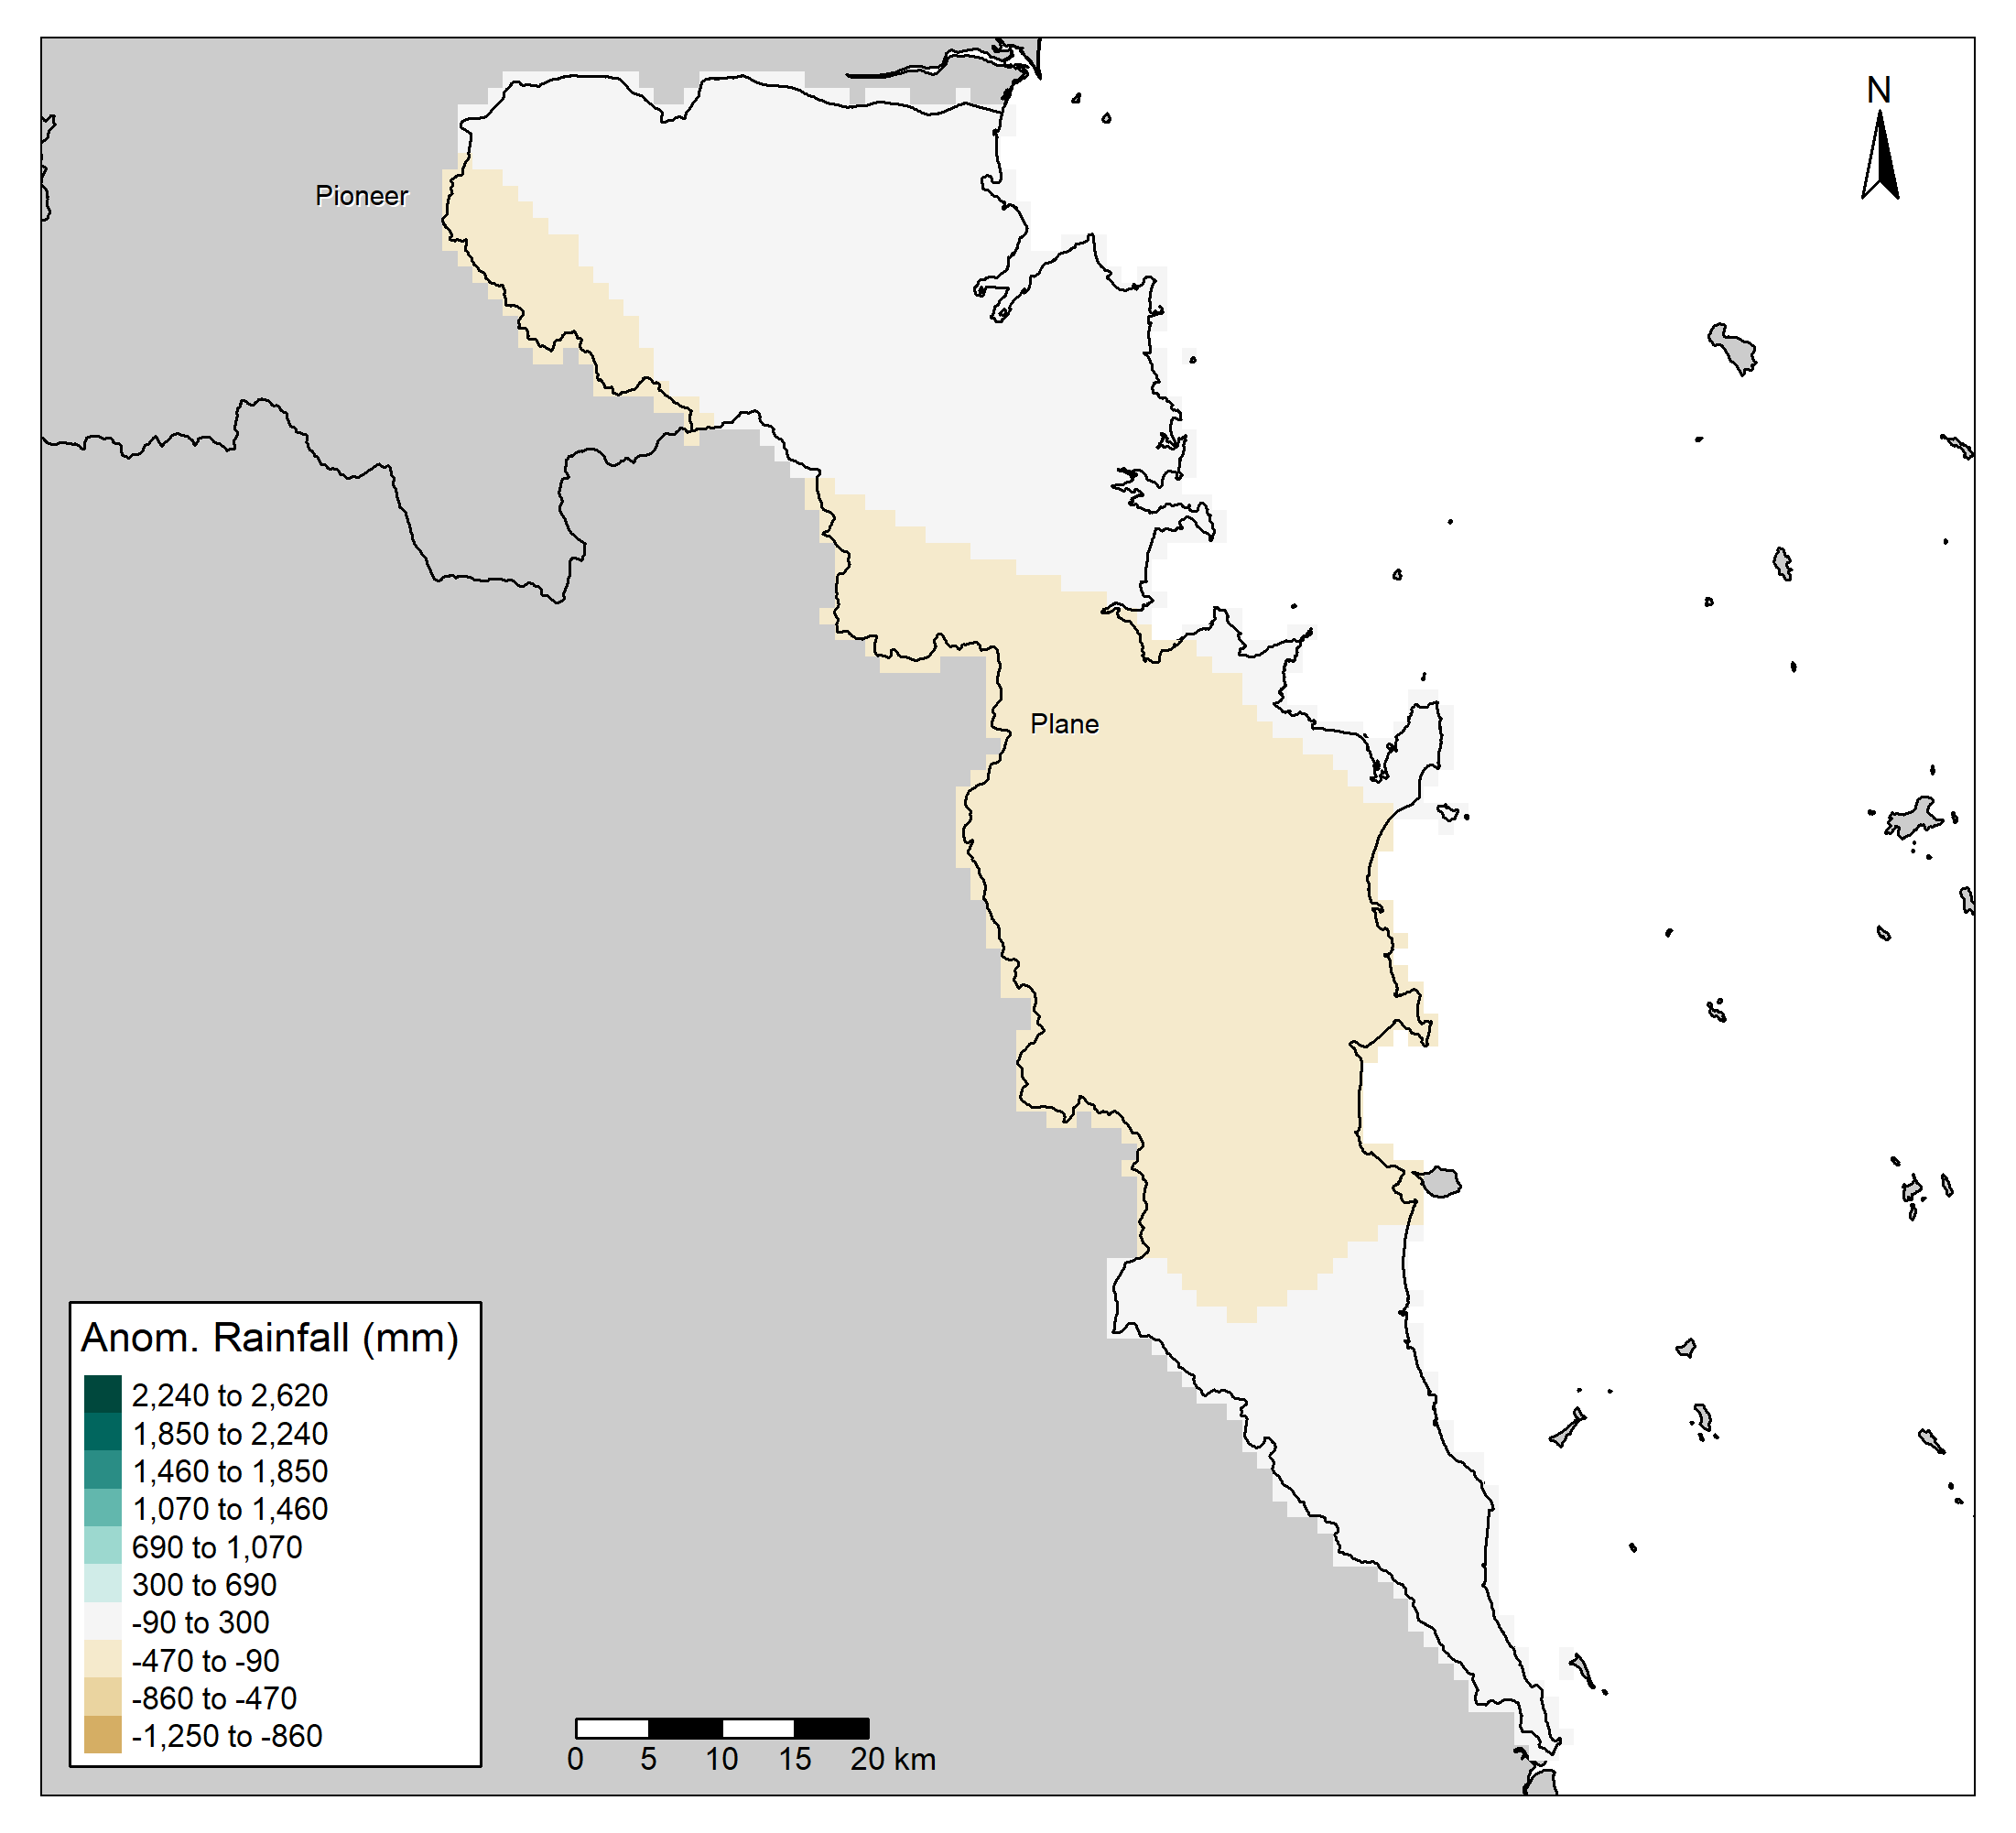 N
Pioneer
Plane
Anom. Rainfall (mm)
2,240 to 2,620
1,850 to 2,240
1,460 to 1,850
1,070 to 1,460
690 to 1,070
300 to 690
-90 to 300
-470 to -90
-860 to -470
-1,250 to -860
0 5 10 15 20 km